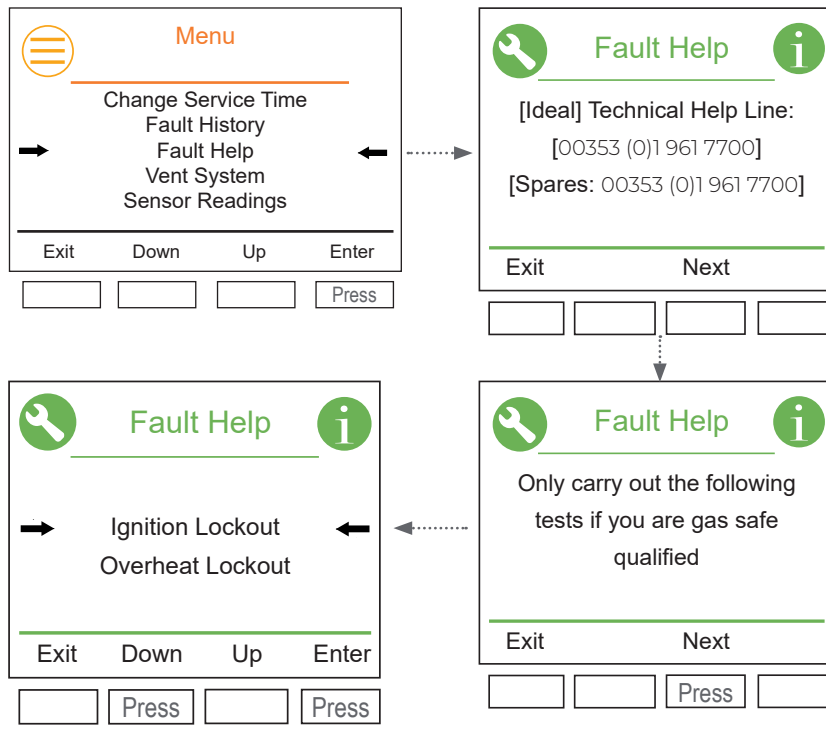 Menu
Change Service Time
Fault History
Fault Help
Vent System
Sensor Readings
Exit Down Up Enter
Press
Fault Help
i
[Ideal] Technical Help Line:
[00353 (0)1 961 7700]
[Spares: 00353 (0)1 961 7700]
Exit Next
Fault Help
i
Only carry out the following
tests if you are gas safe
qualified
Exit Next
Press
Fault Help
i
Ignition Lockout
Overheat Lockout
Exit Down Up Enter
Press Press